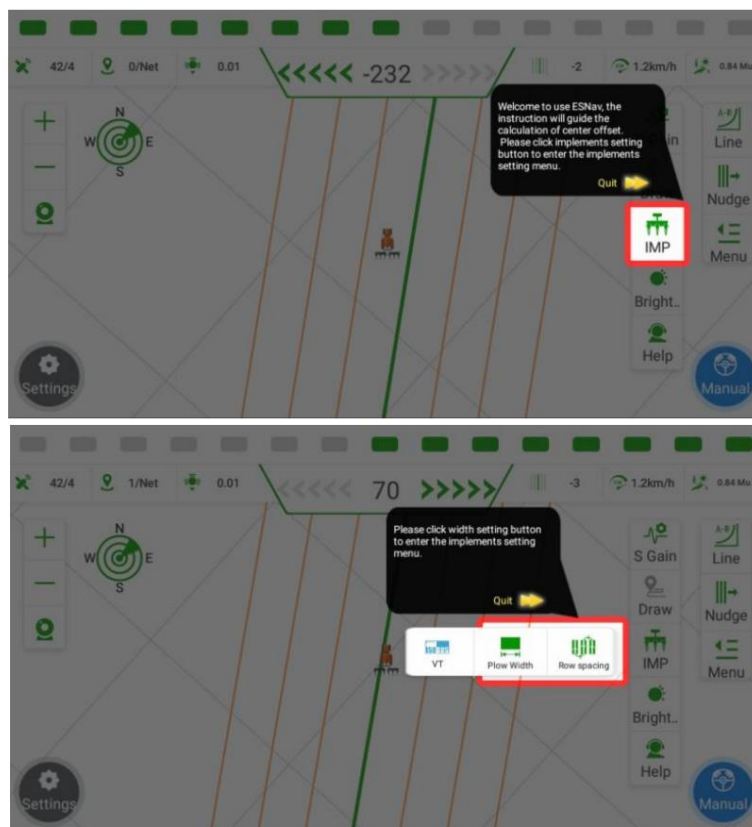 42/4
0/Net
0.01
-232
-2
1.2km/h
0.84 Mu
Welcome to use ESNav, the
instruction will guide the
calculation of center offset.
Please click implements setting
button to enter the implements
setting menu.
Quit
N
W
E
S
in
Line
Nudge
IMP
Menu
Bright..
Help
Settings
Manual
42/4
1/Net
0.01
70
-3
1.2km/h
0.84 Mu
Please click width setting button
to enter the implements setting
menu.
Quit
N
W
E
S
S Gain
Line
Draw
Nudge
VT
Plow Width
Row spacing
IMP
Menu
Bright..
Help
Settings
Manual